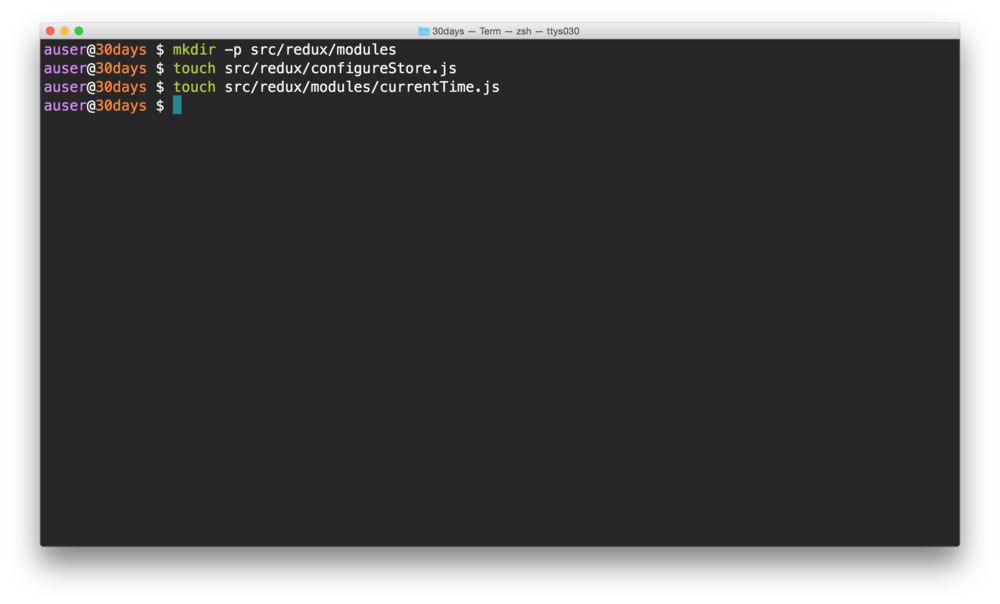 30days — Term — zsh — ttys030
auser@30days $ mkdir -p src/redux/modules
auser@30days $ touch src/redux/configureStore.js
auser@30days $ touch src/redux/modules/currentTime.js
auser@30days $